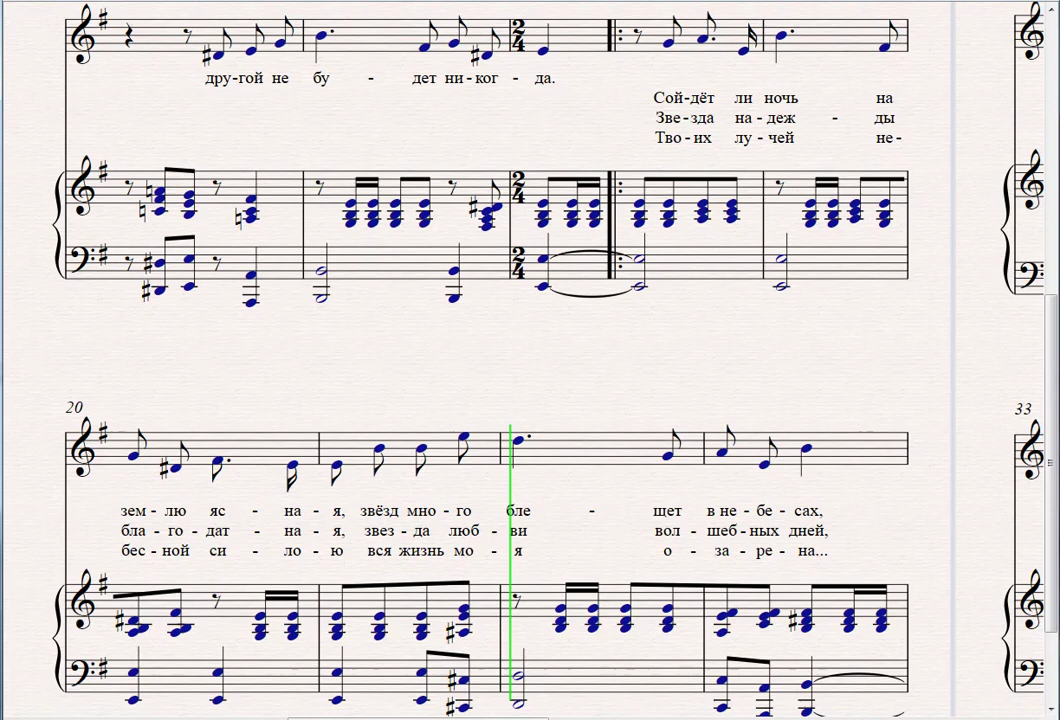 дру-гой не бу - дет ни-ког - да.
Сой-дёт ли ночь на
Зве-зда на-деж - ды
Тво-их лу-чей не-
20
33
зем - лю яс - на - я, звёзд мно - го бле - щет в не - бе - сах,
бла - го - дат - на - я, звез - да люб - ви вол - шеб - ных дней,
бес - ной си - ло - ю вся жизнь мо - я о - за - ре - на...